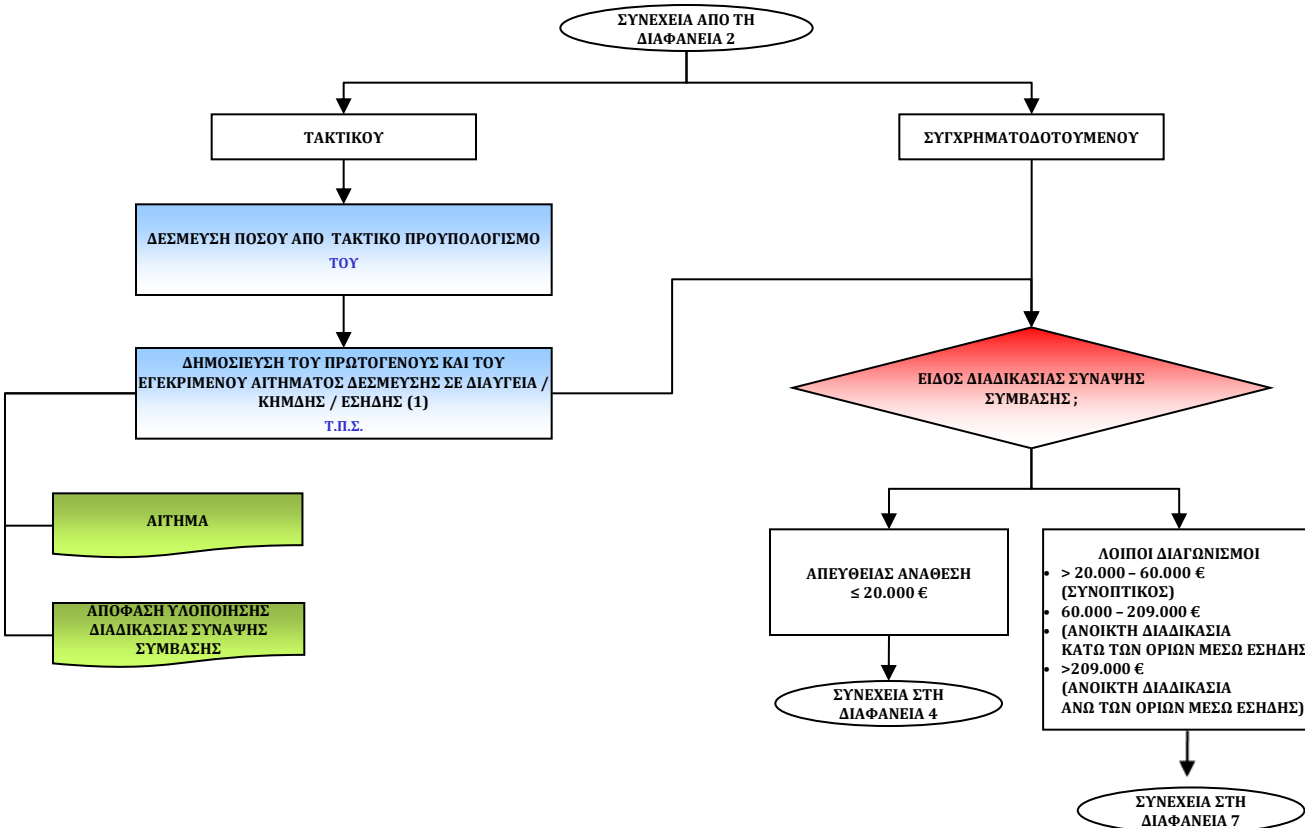 ΣΥΝΕΧΕΙΑ ΑΠΟ ΤΗ
ΔΙΑΦΑΝΕΙΑ 2
ΤΑΚΤΙΚΟΥ
ΣΥΓΧΡΗΜΑΤΟΔΟΤΟΥΜΕΝΟΥ
ΔΕΣΜΕΥΣΗ ΠΟΣΟΥ ΑΠΟ ΤΑΚΤΙΚΟ ΠΡΟΥΠΟΛΟΓΙΣΜΟ
ΤΟΥ
ΔΗΜΟΣΙΕΥΣΗ ΤΟΥ ΠΡΩΤΟΓΕΝΟΥΣ ΚΑΙ ΤΟΥ
ΕΓΕΚΡΙΜΕΝΟΥ ΑΙΤΗΜΑΤΟΣ ΔΕΣΜΕΥΣΗΣ ΣΕ ΔΙΑΥΓΕΙΑ /
ΚΗΜΔΗΣ / ΕΣΗΔΗΣ (1)
Τ.Π.Σ.
ΕΙΔΟΣ ΔΙΑΔΙΚΑΣΙΑΣ ΣΥΝΑΨΗΣ
ΣΥΜΒΑΣΗΣ ;
ΑΙΤΗΜΑ
ΑΠΟΦΑΣΗ ΥΛΟΠΟΙΗΣΗΣ
ΔΙΑΔΙΚΑΣΙΑΣ ΣΥΝΑΨΗΣ
ΣΥΜΒΑΣΗΣ
ΑΠΕΥΘΕΙΑΣ ΑΝΑΘΕΣΗ
≤ 20.000 €
ΛΟΙΠΟΙ ΔΙΑΓΩΝΙΣΜΟΙ
• > 20.000 – 60.000 €
(ΣΥΝΟΠΤΙΚΟΣ)
• 60.000 – 209.000 €
• (ΑΝΟΙΚΤΗ ΔΙΑΔΙΚΑΣΙΑ
ΚΑΤΩ ΤΩΝ ΟΡΙΩΝ ΜΕΣΩ ΕΣΗΔΗΣ
• >209.000 €
(ΑΝΟΙΚΤΗ ΔΙΑΔΙΚΑΣΙΑ
ΑΝΩ ΤΩΝ ΟΡΙΩΝ ΜΕΣΩ ΕΣΗΔΗΣ)
ΣΥΝΕΧΕΙΑ ΣΤΗ
ΔΙΑΦΑΝΕΙΑ 4
ΣΥΝΕΧΕΙΑ ΣΤΗ
ΔΙΑΦΑΝΕΙΑ 7